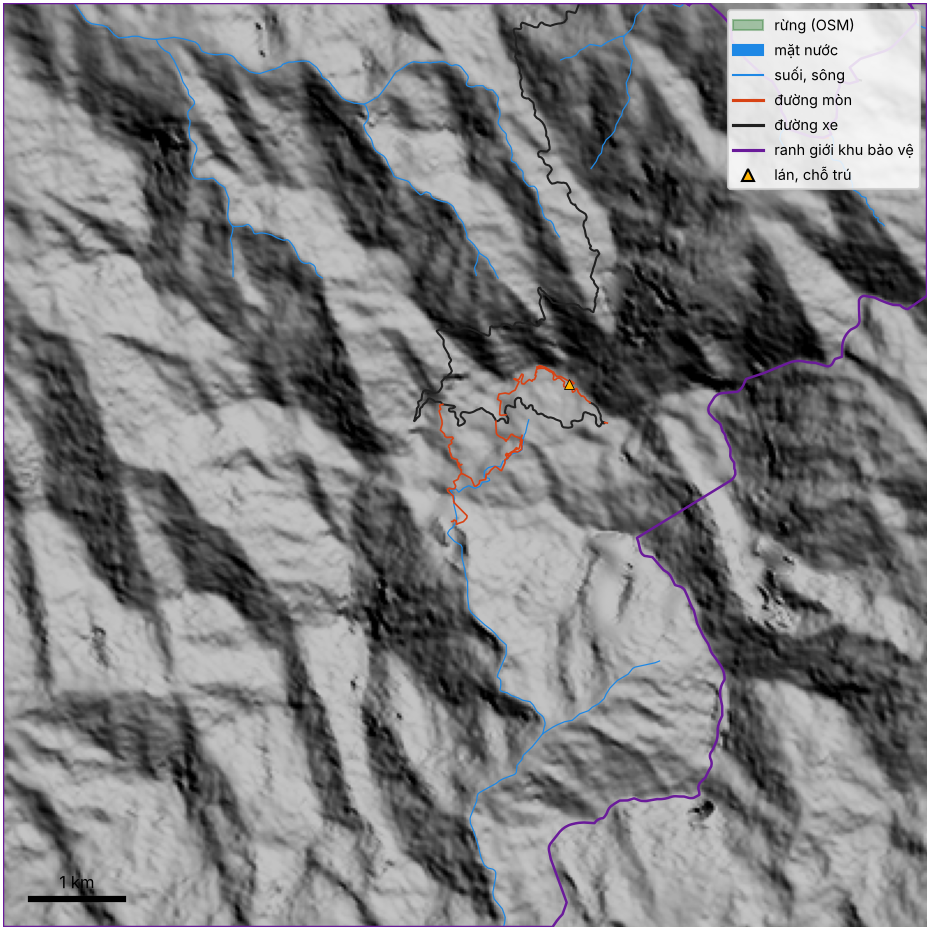 rừng (OSM)
mặt nước
suối, sông
đường mòn
đường xe
ranh giới khu bảo vệ
lán, chỗ trú
1 km